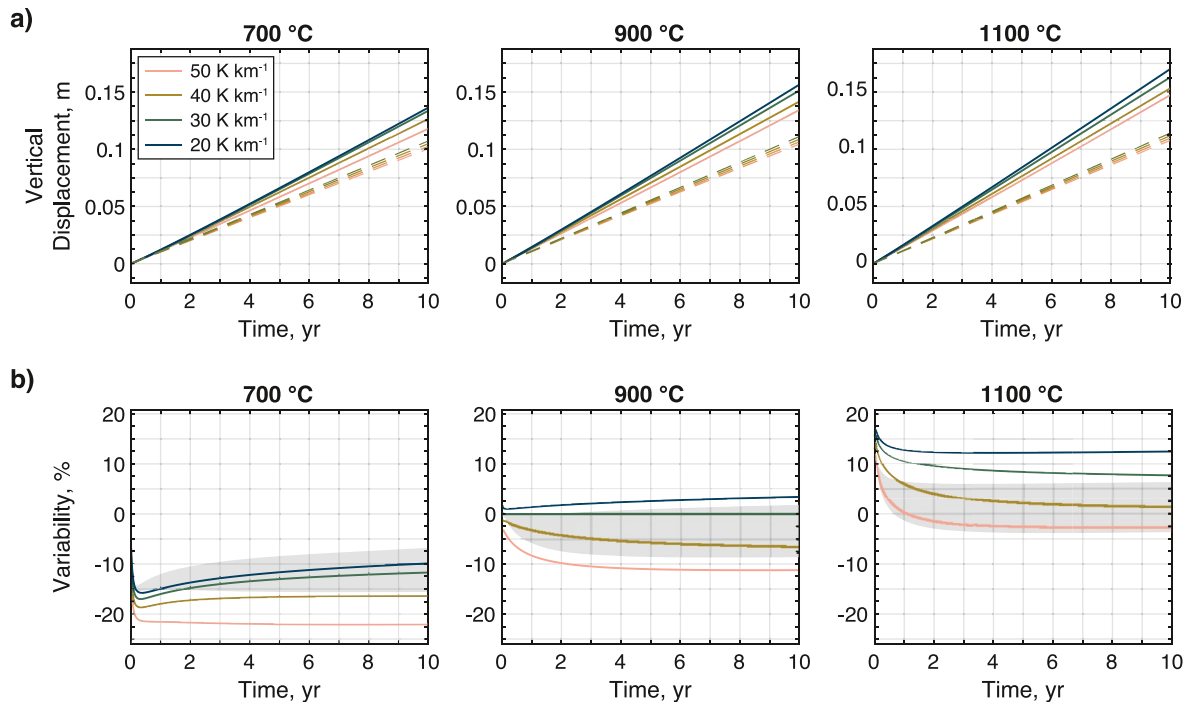 a)
700 °C
900 °C
1100 °C
50 K km⁻¹
40 K km⁻¹
30 K km⁻¹
20 K km⁻¹
Vertical
Displacement, m
0.15
0.1
0.05
0
0.15
0.1
0.05
0
0.15
0.1
0.05
0
0 2 4 6 8 10
0 2 4 6 8 10
0 2 4 6 8 10
Time, yr
Time, yr
Time, yr
b)
700 °C
900 °C
1100 °C
Variability, %
20
10
0
-10
-20
20
10
0
-10
-20
20
10
0
-10
-20
0 2 4 6 8 10
0 2 4 6 8 10
0 2 4 6 8 10
Time, yr
Time, yr
Time, yr